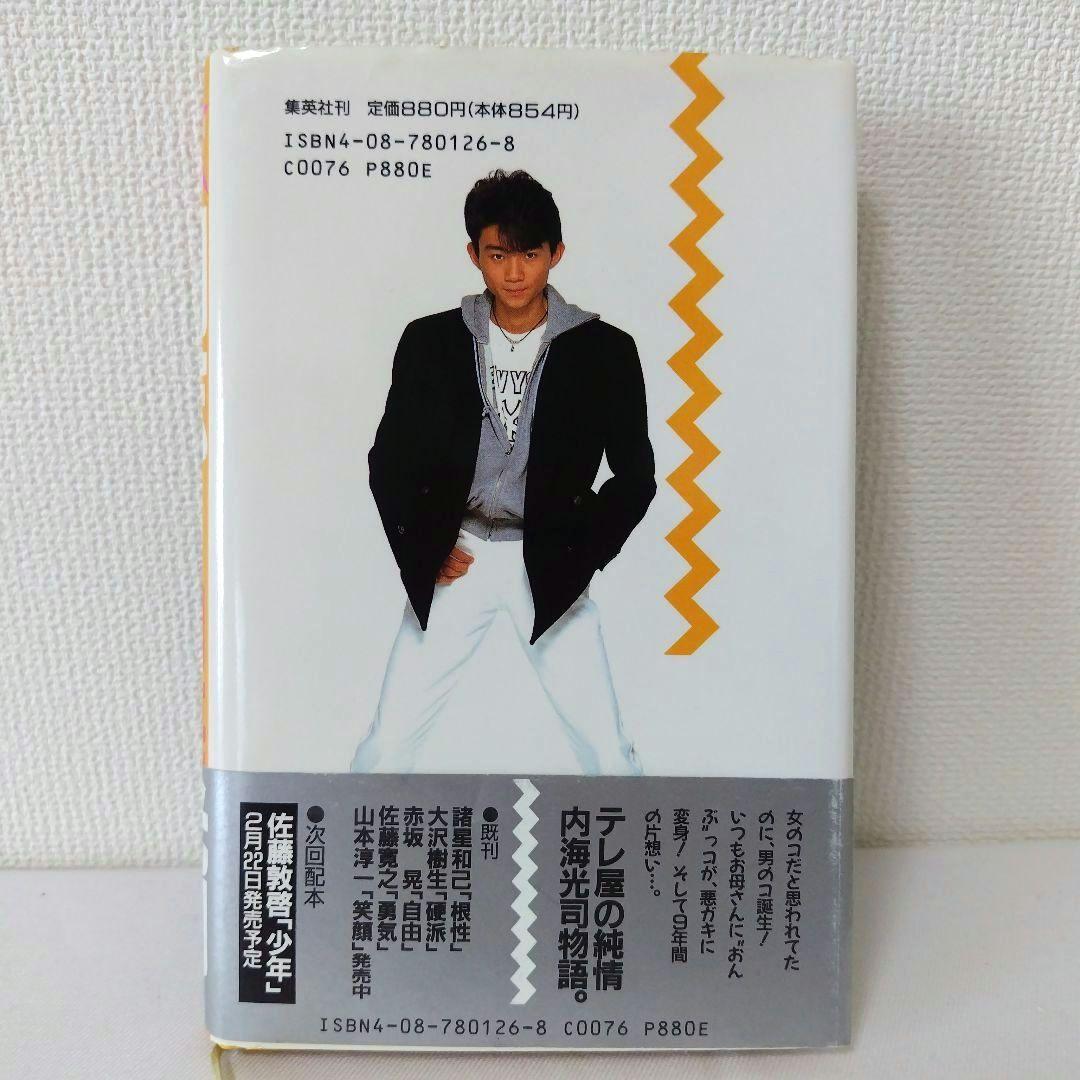 集英社刊 定価880円(本体854円)
ISBN4-08-780126-8
C0076 P880E
女のコだと思われてた
のに、男のコ誕生!
いつもお母さんに"おん
ぶ"っコが、悪ガキに
変身! そして9年間
の片想い…。
テレ屋の純情
内海光司物語。
●既刊
諸星和己「根性」
大沢樹生「硬派」
赤坂 晃「自由」
佐藤寛之「勇気」
山本淳一「笑顔」発売中
●次回配本
佐藤敦啓「少年」
2月22日発売予定
ISBN4-08-780126-8 C0076 P880E